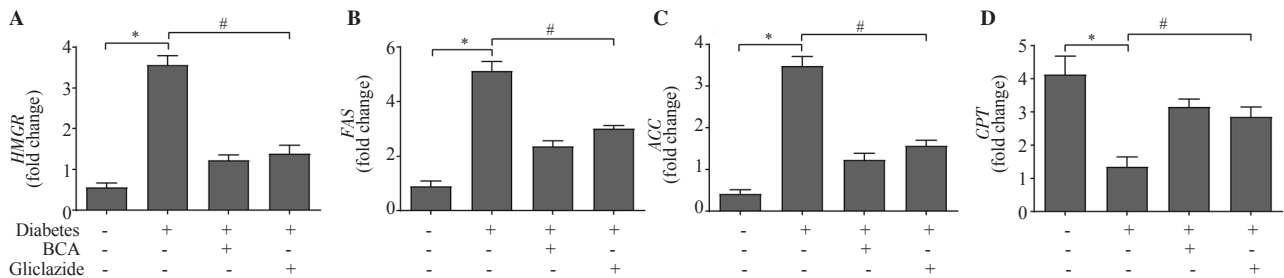 A B C D
* # * # * # * #
HMGR
(fold change)
4
3
2
1
0
FAS
(fold change)
6
4
2
0
ACC
(fold change)
4
3
2
1
0
CPT
(fold change)
5
4
3
2
1
0
Diabetes - + + + - + + + - + + + - + + +
BCA - - + - - - + - - - + - - - + -
Gliclazide - - - + - - - + - - - + - - - +